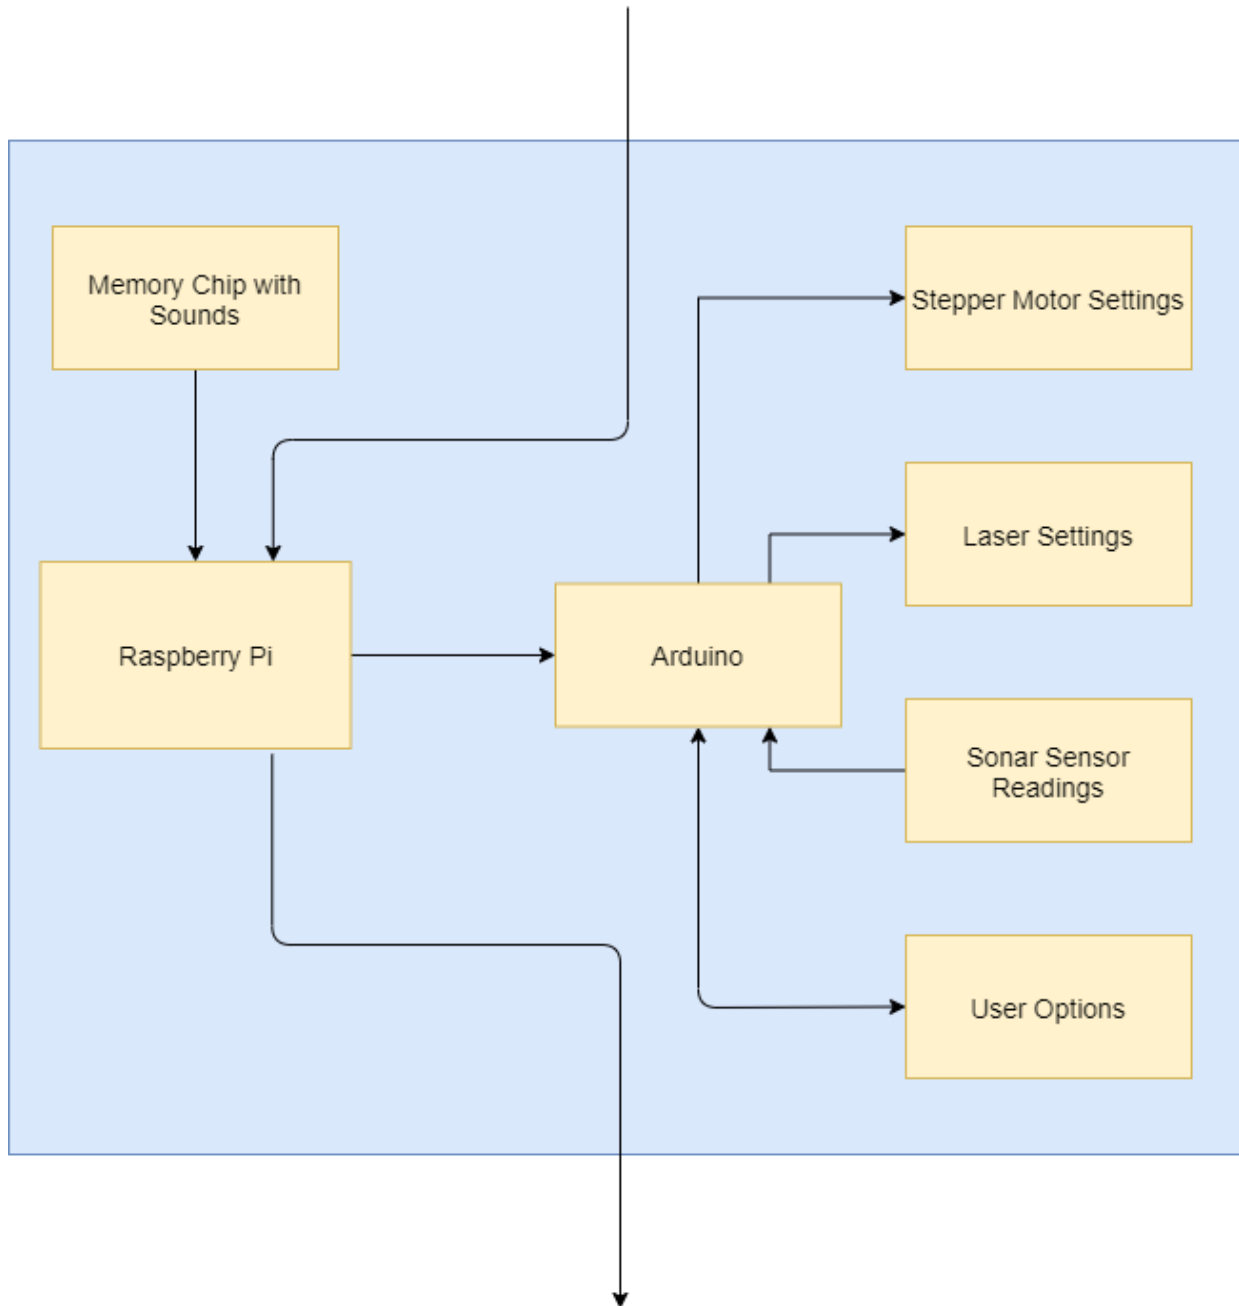 Memory Chip with
Sounds
Stepper Motor Settings
Laser Settings
Raspberry Pi
Arduino
Sonar Sensor
Readings
User Options